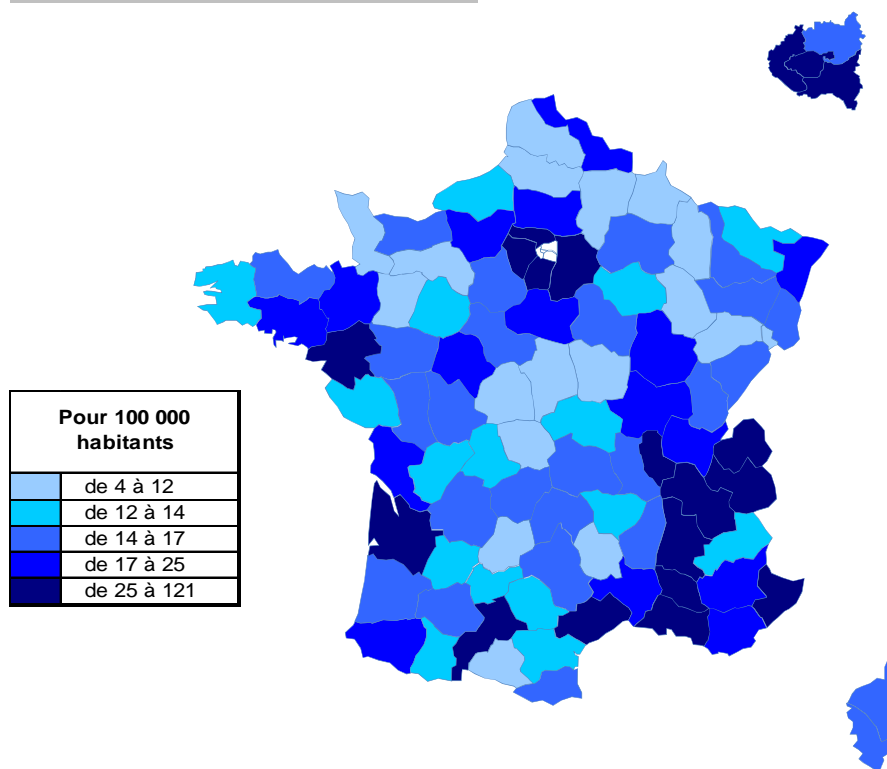 Pour 100 000
habitants
de 4 à 12
de 12 à 14
de 14 à 17
de 17 à 25
de 25 à 121